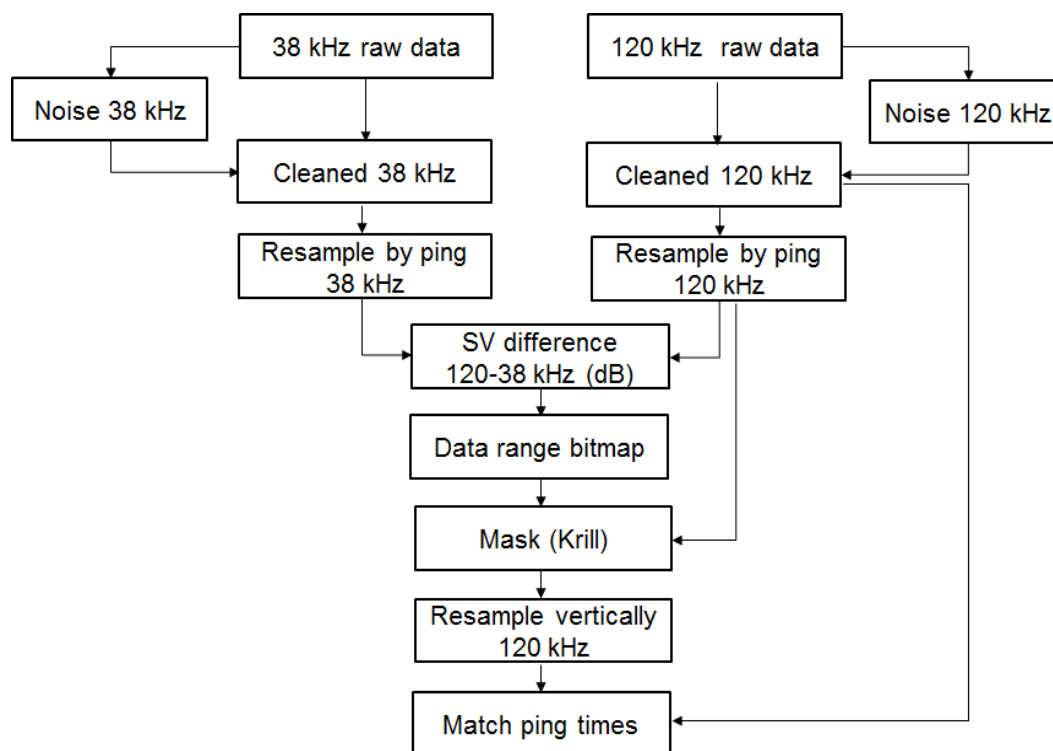 38 kHz raw data
120 kHz raw data
Noise 38 kHz
Noise 120 kHz
Cleaned 38 kHz
Cleaned 120 kHz
Resample by ping
38 kHz
Resample by ping
120 kHz
SV difference
120-38 kHz (dB)
Data range bitmap
Mask (Krill)
Resample vertically
120 kHz
Match ping times